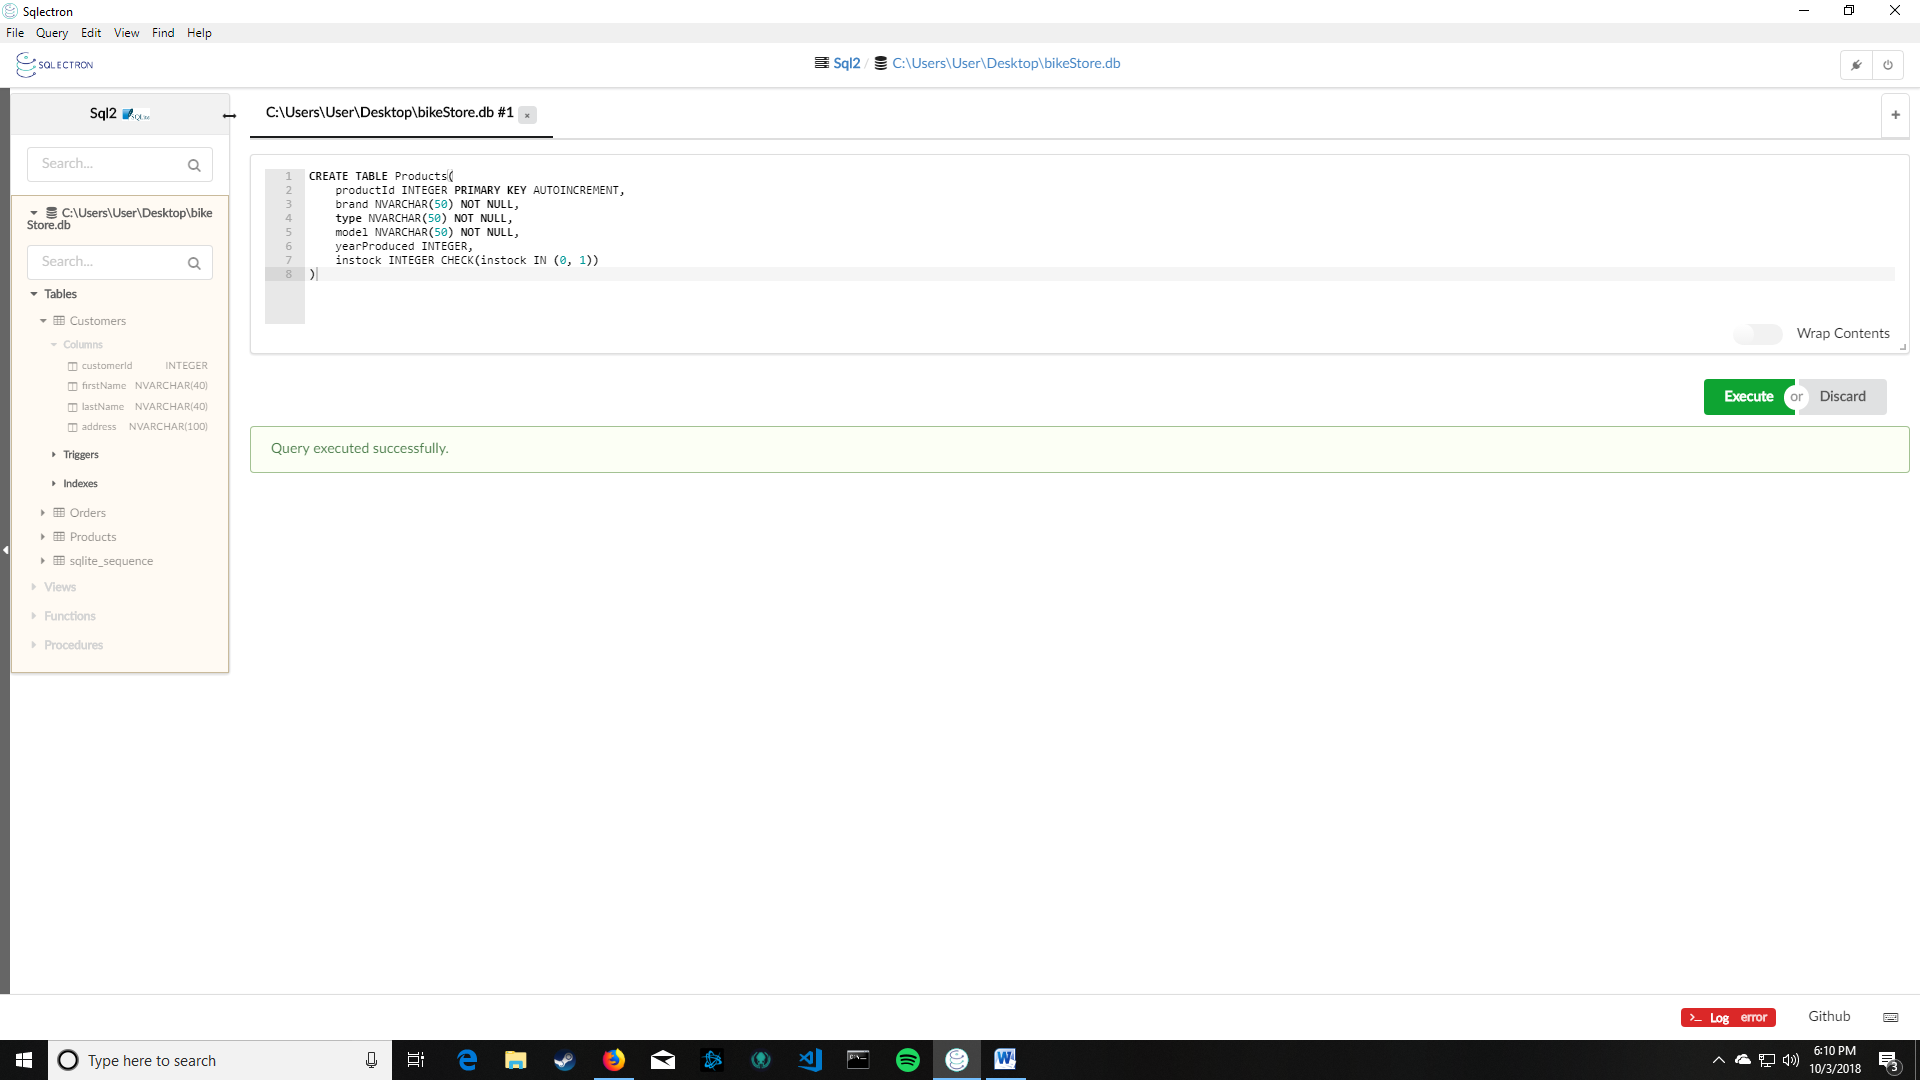 Sqlectron
File Query Edit View Find Help
SQLECTRON
Sql2 / C:\Users\User\Desktop\bikeStore.db
Sql2 SQLite
C:\Users\User\Desktop\bikeStore.db #1 ×
+
Search...
C:\Users\User\Desktop\bike
Store.db
Search...
Tables
Customers
Columns
customerId INTEGER
firstName NVARCHAR(40)
lastName NVARCHAR(40)
address NVARCHAR(100)
Triggers
Indexes
Orders
Products
sqlite_sequence
Views
Functions
Procedures
1 CREATE TABLE Products(
2 productId INTEGER PRIMARY KEY AUTOINCREMENT,
3 brand NVARCHAR(50) NOT NULL,
4 type NVARCHAR(50) NOT NULL,
5 model NVARCHAR(50) NOT NULL,
6 yearProduced INTEGER,
7 instock INTEGER CHECK(instock IN (0, 1))
8 )
Wrap Contents
Execute or Discard
Query executed successfully.
>_ Log error Github
Type here to search
6:10 PM
10/3/2018
3